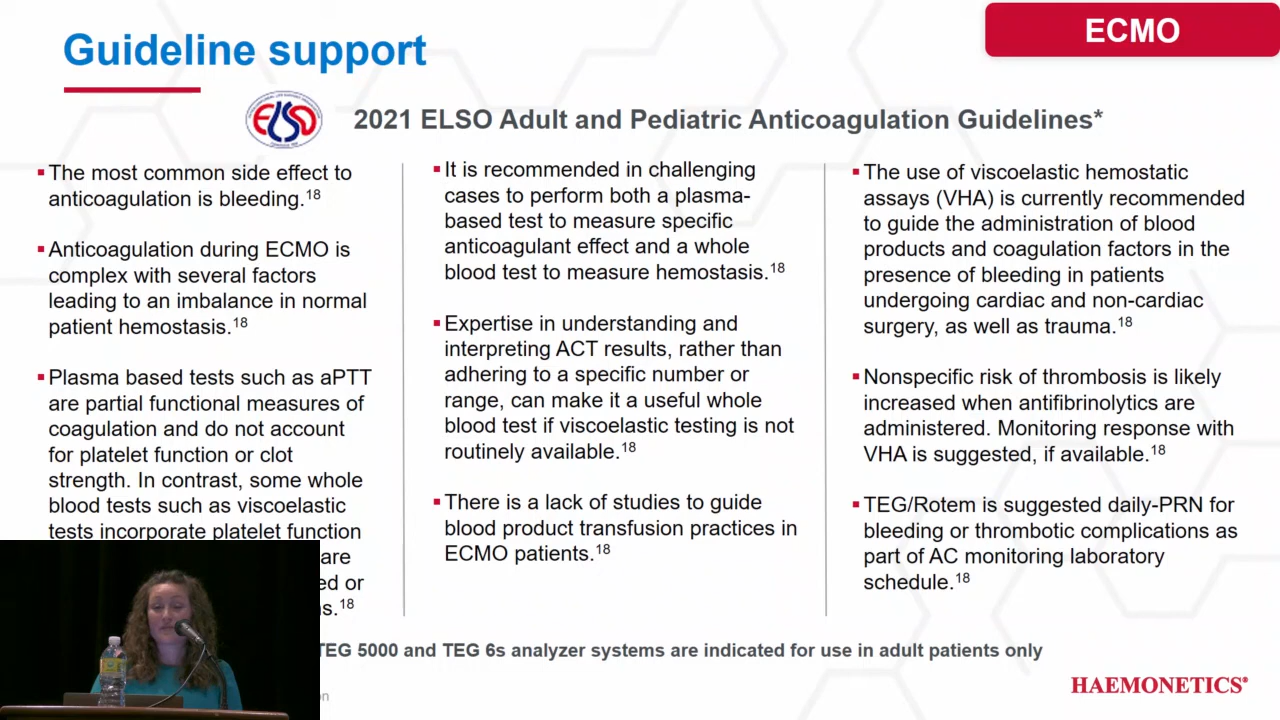 Guideline support
ECMO
ELSO
2021 ELSO Adult and Pediatric Anticoagulation Guidelines*
▪The most common side effect to
anticoagulation is bleeding.18
▪Anticoagulation during ECMO is
complex with several factors
leading to an imbalance in normal
patient hemostasis.18
▪Plasma based tests such as aPTT
are partial functional measures of
coagulation and do not account
for platelet function or clot
strength. In contrast, some whole
blood tests such as viscoelastic
tests incorporate platelet function
are
ed or
s.18
▪It is recommended in challenging
cases to perform both a plasma-
based test to measure specific
anticoagulant effect and a whole
blood test to measure hemostasis.18
▪Expertise in understanding and
interpreting ACT results, rather than
adhering to a specific number or
range, can make it a useful whole
blood test if viscoelastic testing is not
routinely available.18
▪There is a lack of studies to guide
blood product transfusion practices in
ECMO patients.18
▪The use of viscoelastic hemostatic
assays (VHA) is currently recommended
to guide the administration of blood
products and coagulation factors in the
presence of bleeding in patients
undergoing cardiac and non-cardiac
surgery, as well as trauma.18
▪Nonspecific risk of thrombosis is likely
increased when antifibrinolytics are
administered. Monitoring response with
VHA is suggested, if available.18
▪TEG/Rotem is suggested daily-PRN for
bleeding or thrombotic complications as
part of AC monitoring laboratory
schedule.18
TEG 5000 and TEG 6s analyzer systems are indicated for use in adult patients only
on
HAEMONETICS®